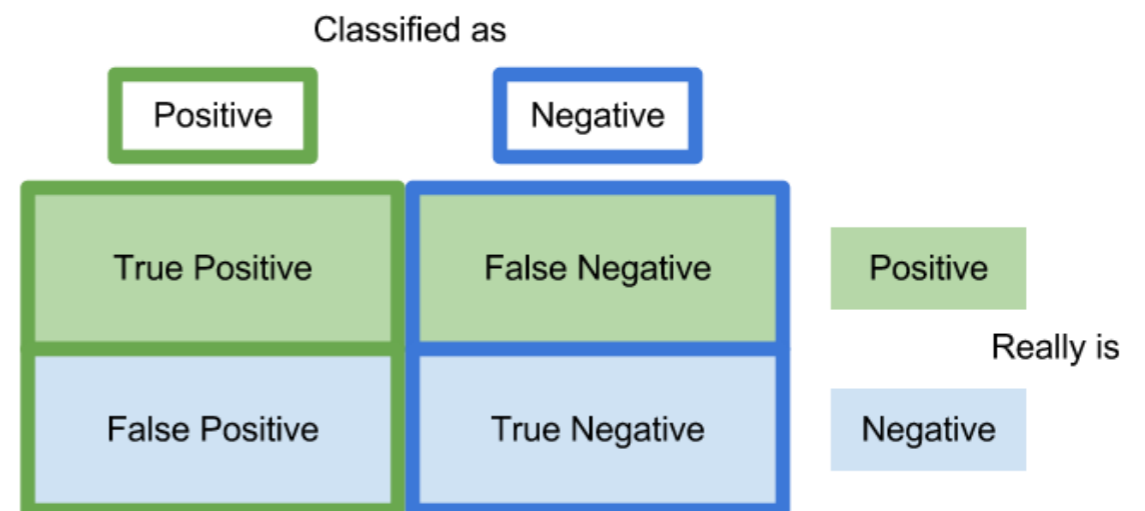 Classified as
Positive
Negative
True Positive
False Negative
Positive
Really is
False Positive
True Negative
Negative